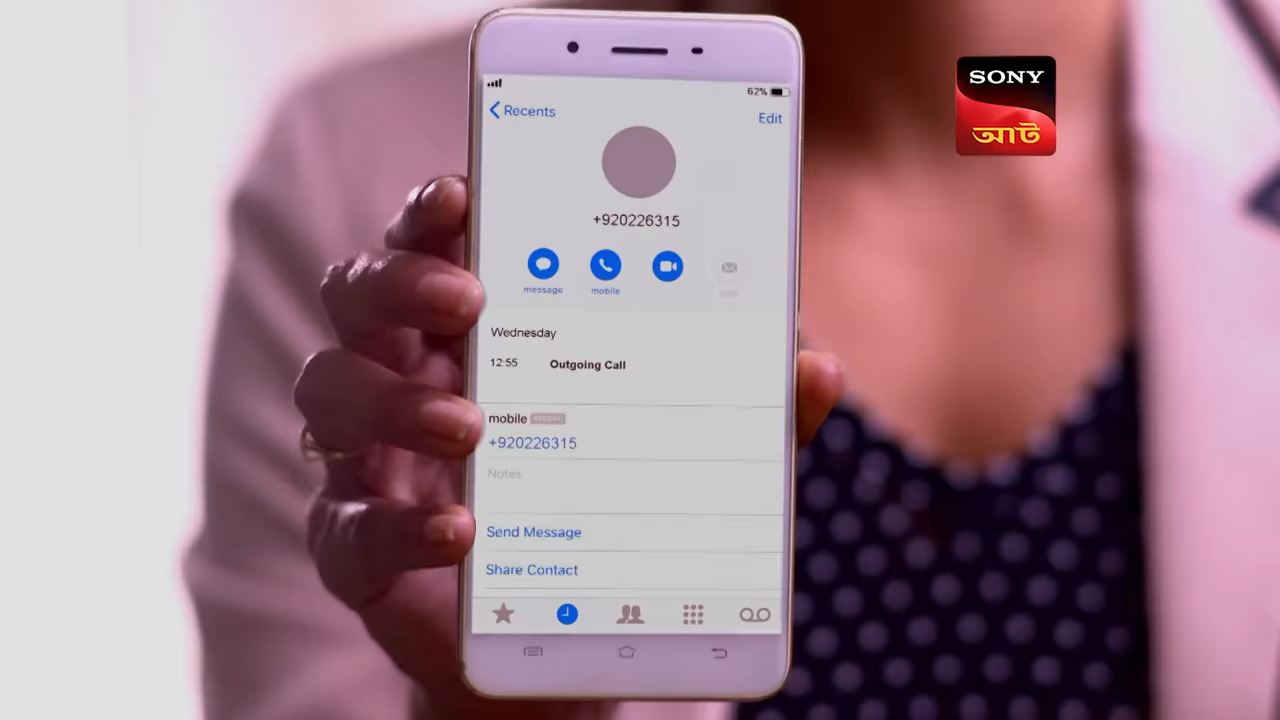 SONY
আট
62%
Recents
Edit
+920226315
message
mobile
Wednesday
12:55 Outgoing Call
mobile RECENT
+920226315
Notes
Send Message
Share Contact